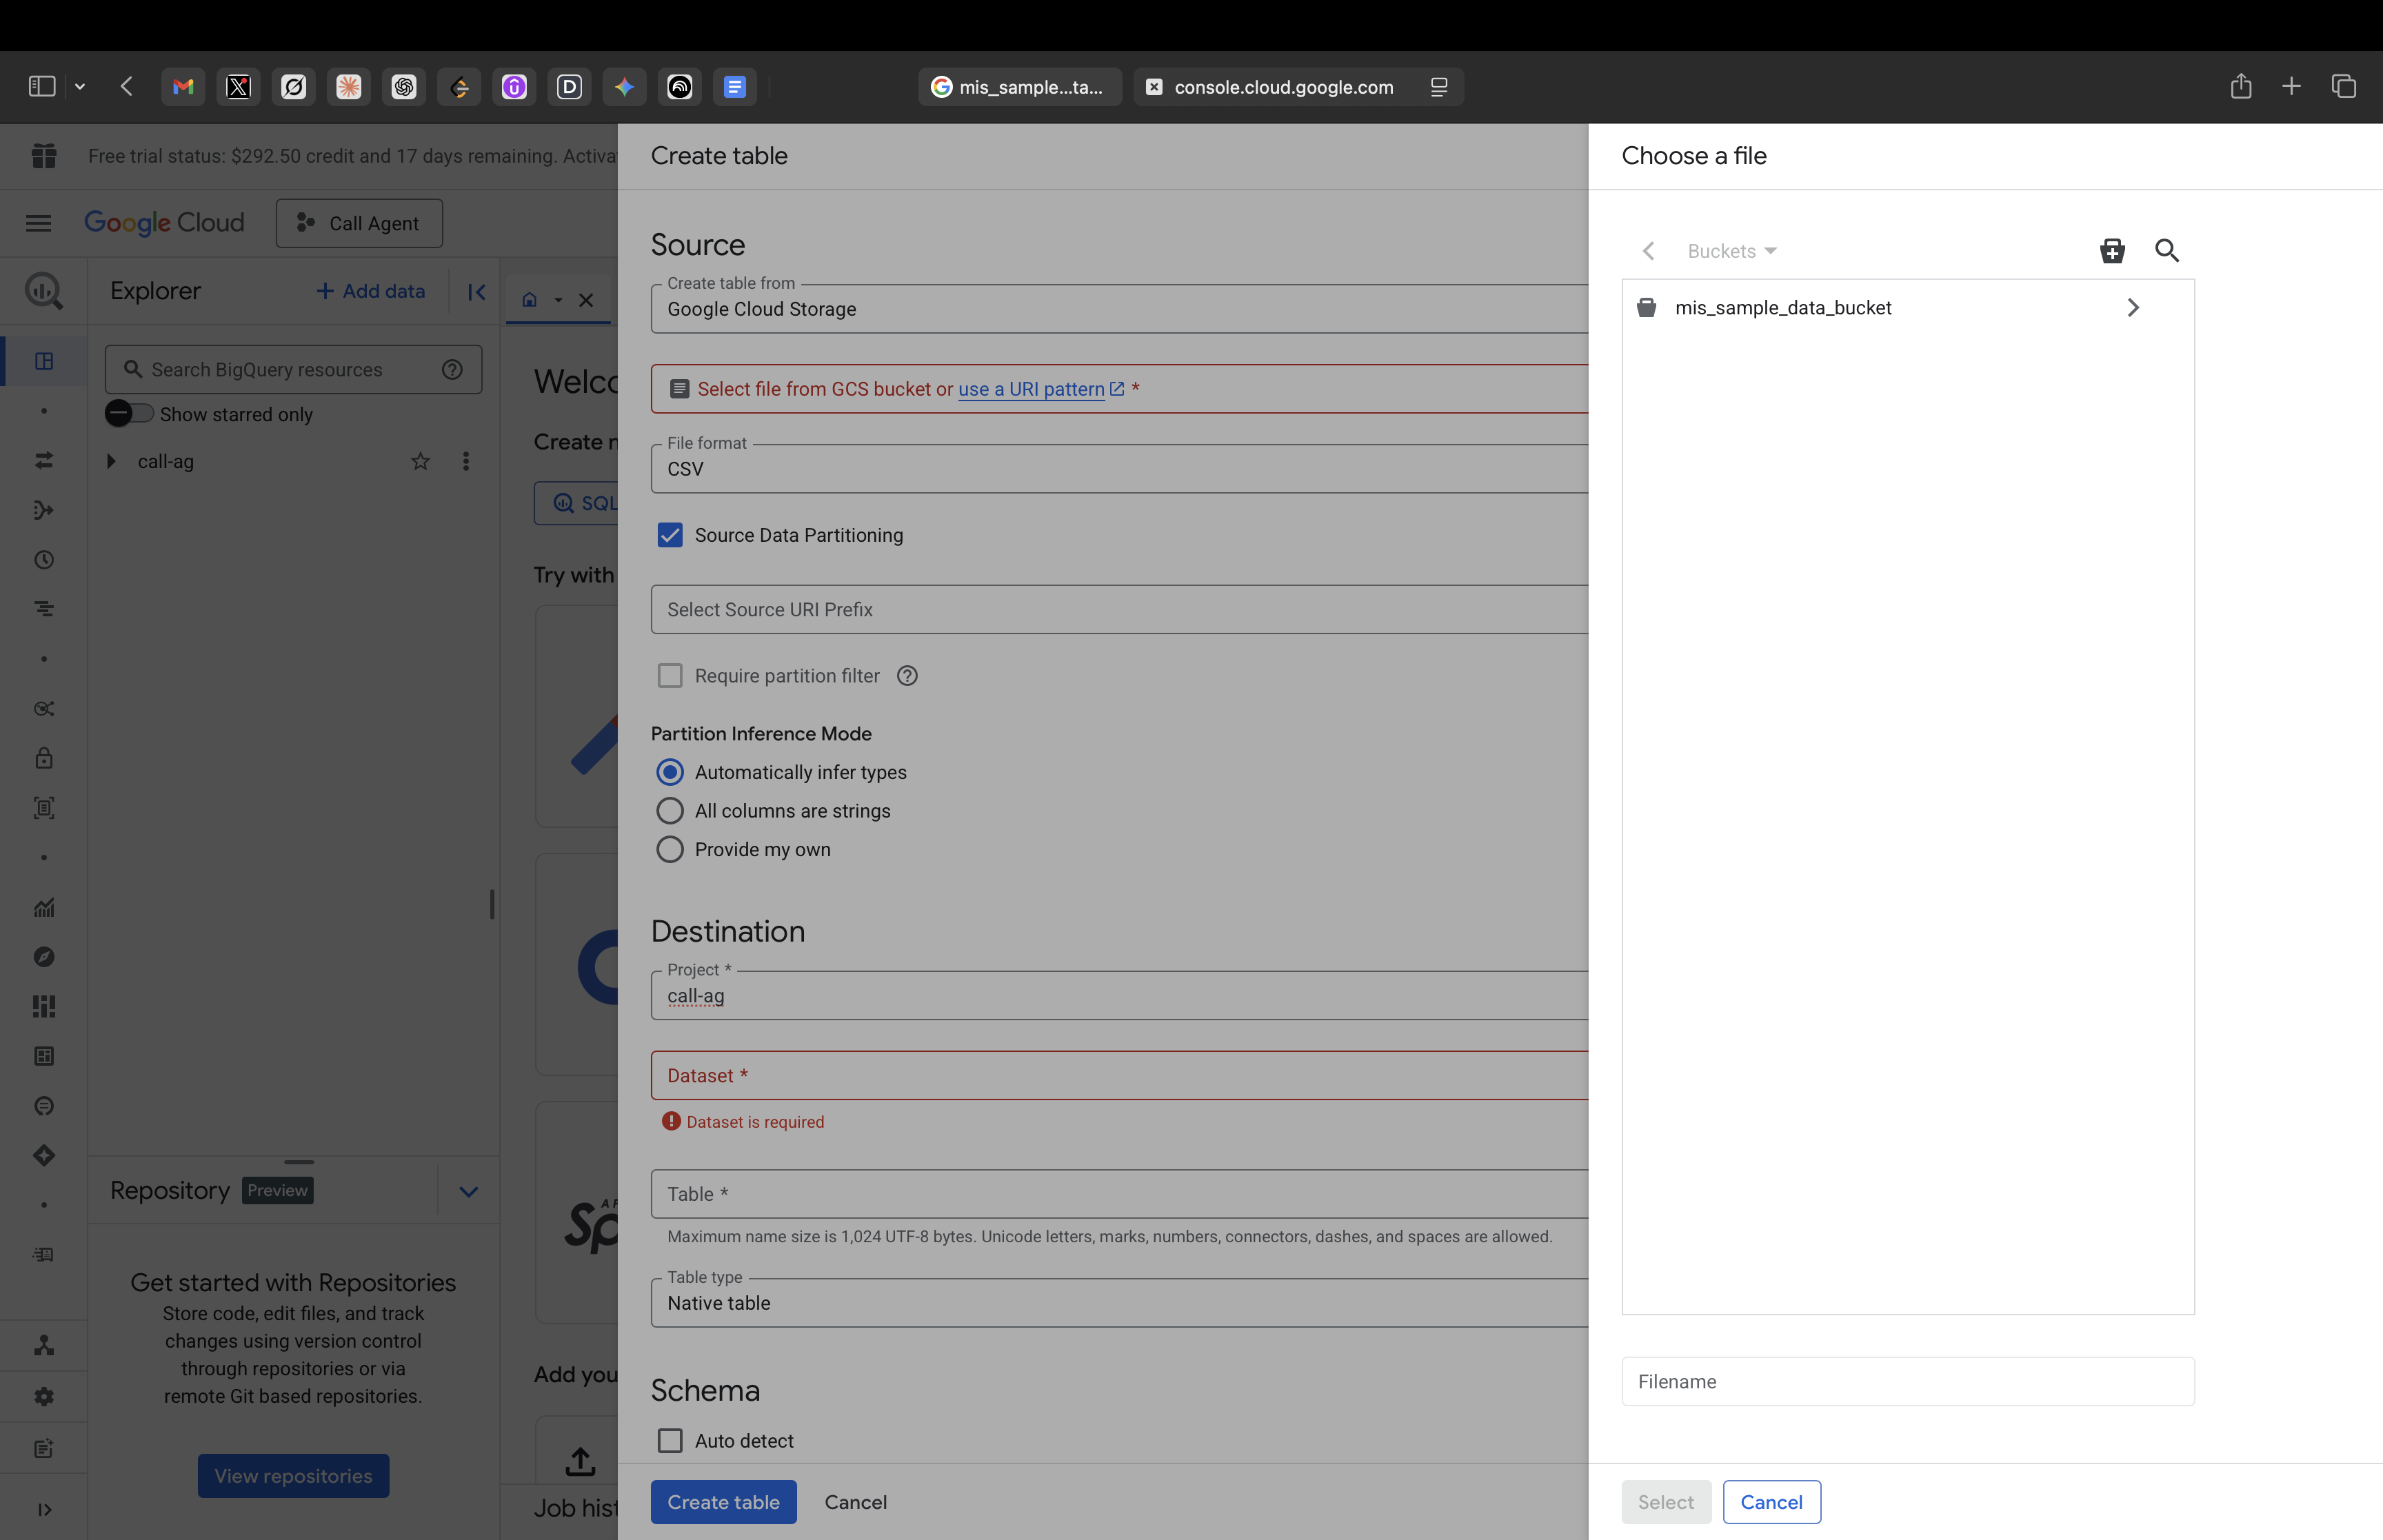 mis_sample...ta...
console.cloud.google.com
Free trial status: $292.50 credit and 17 days remaining. Activa
Google Cloud
Call Agent
Explorer
Add data
Search BigQuery resources
Show starred only
call-ag
Repository
Preview
Get started with Repositories
Store code, edit files, and track
changes using version control
through repositories or via
remote Git based repositories.
View repositories
Welco
Create n
SQL
Try with
Add you
Job hist
Create table
Source
Create table from
Google Cloud Storage
Select file from GCS bucket or use a URI pattern *
File format
CSV
Source Data Partitioning
Select Source URI Prefix
Require partition filter
Partition Inference Mode
Automatically infer types
All columns are strings
Provide my own
Destination
Project *
call-ag
Dataset *
Dataset is required
Table *
Maximum name size is 1,024 UTF-8 bytes. Unicode letters, marks, numbers, connectors, dashes, and spaces are allowed.
Table type
Native table
Schema
Auto detect
Create table
Cancel
Choose a file
Buckets
mis_sample_data_bucket
Filename
Select
Cancel